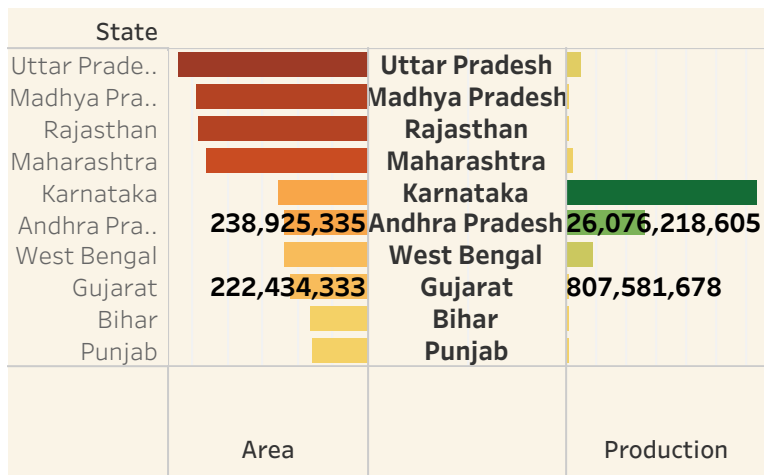 State
Uttar Prade.. Uttar Pradesh
Madhya Pra.. Madhya Pradesh
Rajasthan Rajasthan
Maharashtra Maharashtra
Karnataka Karnataka
Andhra Pra.. 238,925,335 Andhra Pradesh 26,076,218,605
West Bengal West Bengal
Gujarat 222,434,333 Gujarat 807,581,678
Bihar Bihar
Punjab Punjab
Area Production